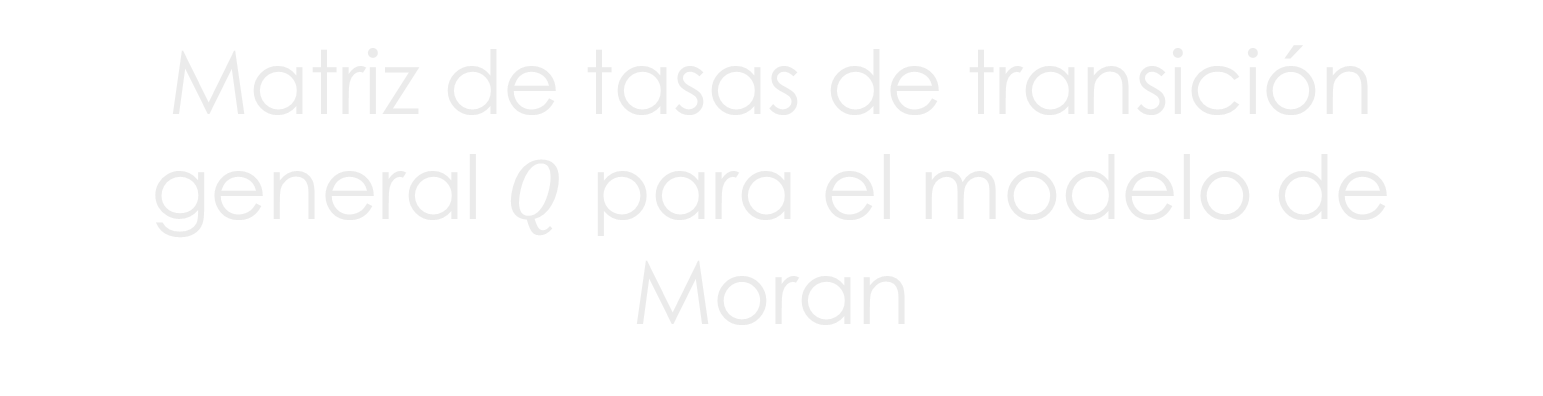 Matriz de tasas de transición
general Q para el modelo de
Moran